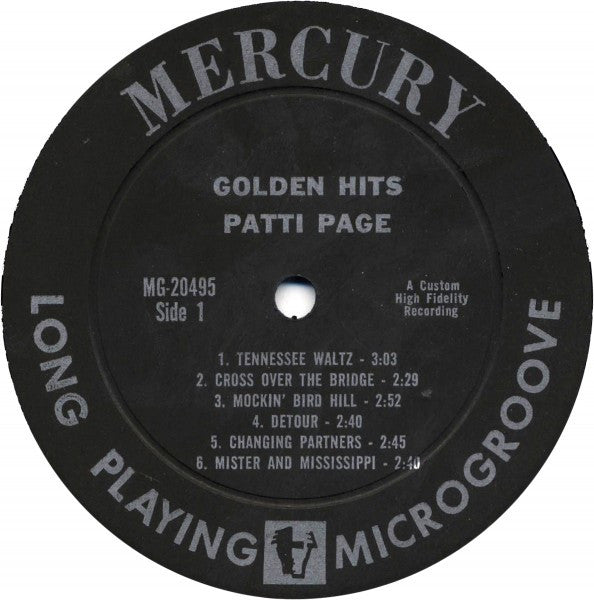 MERCURY
GOLDEN HITS
PATTI PAGE
MG-20495
Side 1
A Custom
High Fidelity
Recording
1. TENNESSEE WALTZ - 3:03
2. CROSS OVER THE BRIDGE - 2:29
3. MOCKIN' BIRD HILL - 2:52
4. DETOUR - 2:40
5. CHANGING PARTNERS - 2:45
6. MISTER AND MISSISSIPPI - 2:40
LONG PLAYING MICROGROOVE